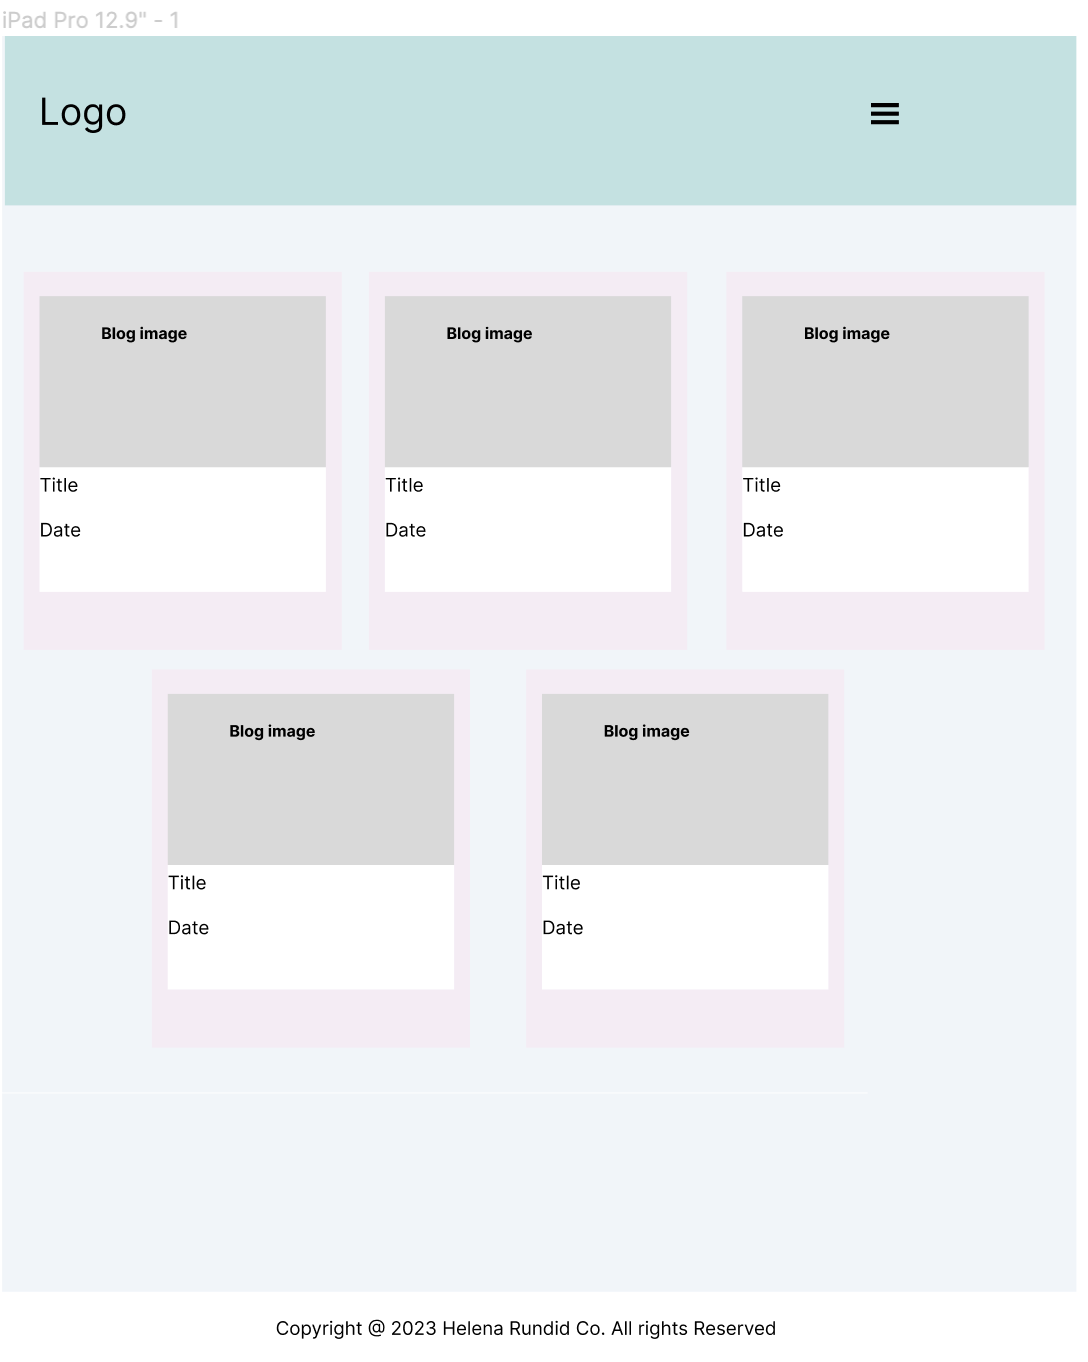 iPad Pro 12.9" - 1
Logo
Blog image
Blog image
Blog image
Title
Title
Title
Date
Date
Date
Blog image
Blog image
Title
Title
Date
Date
Copyright @ 2023 Helena Rundid Co. All rights Reserved